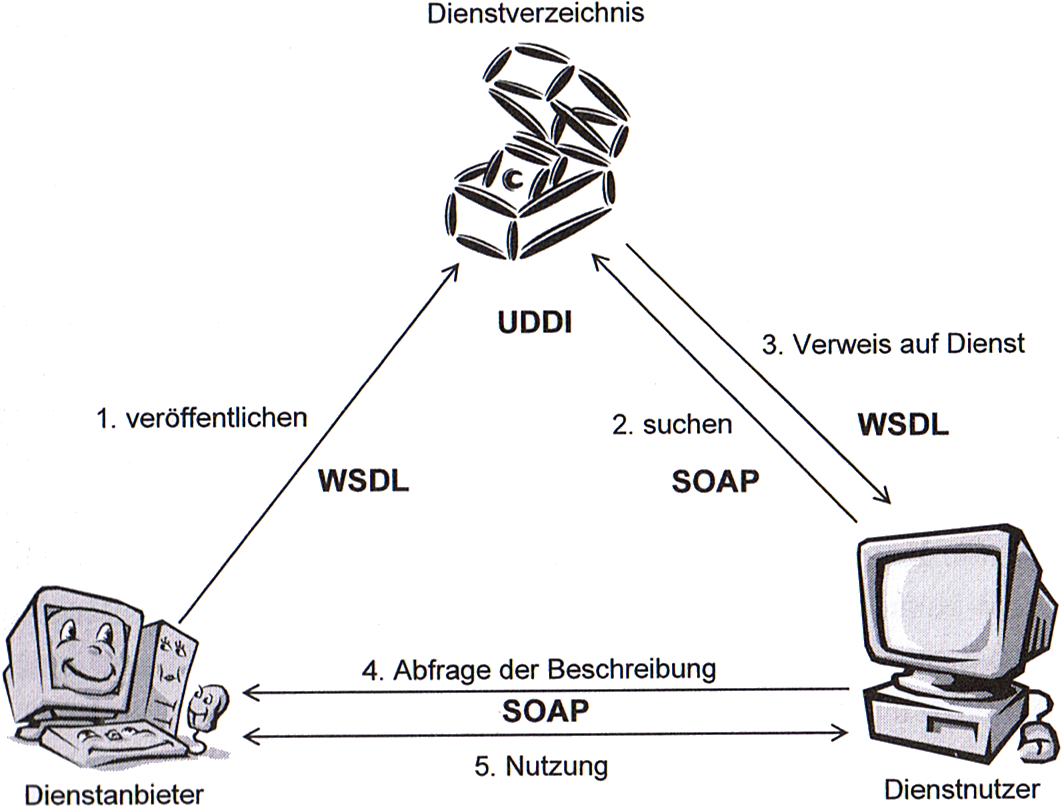 Dienstverzeichnis
C
UDDI
3. Verweis auf Dienst
1. veröffentlichen
2. suchen
WSDL
WSDL
SOAP
4. Abfrage der Beschreibung
SOAP
5. Nutzung
Dienstanbieter
Dienstnutzer